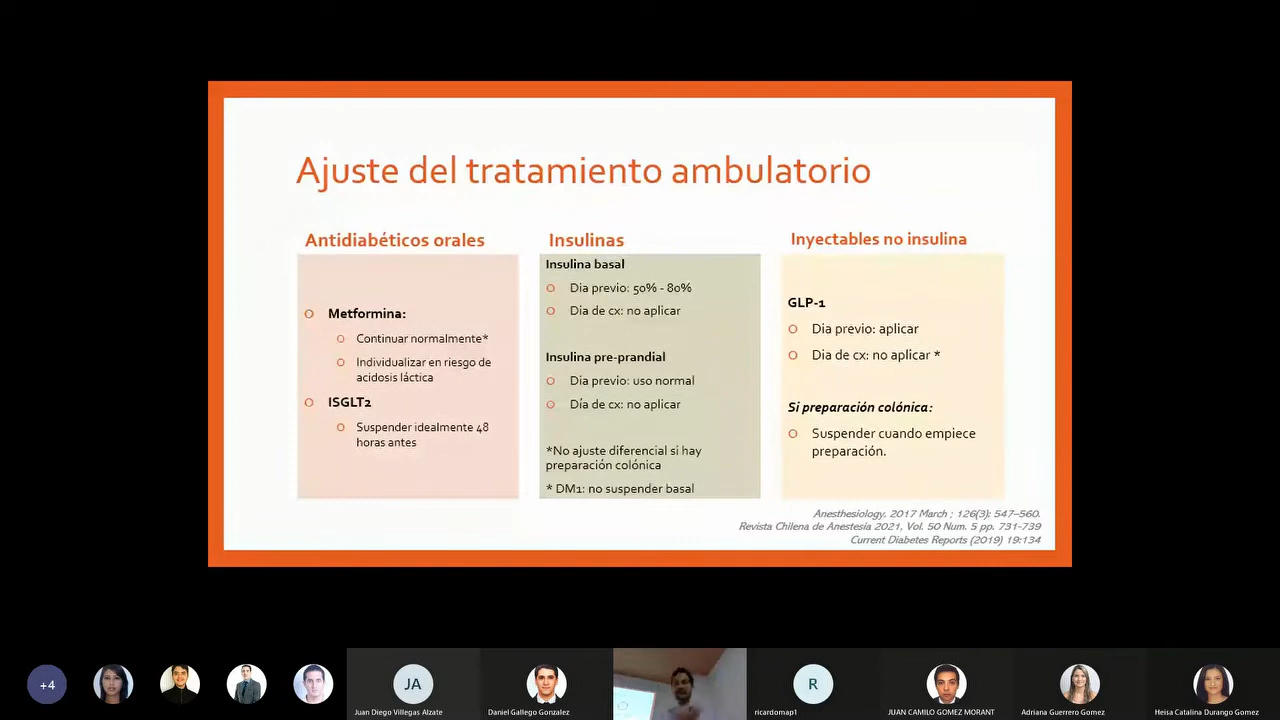 Ajuste del tratamiento ambulatorio
Antidiabéticos orales
Metformina:
Continuar normalmente*
Individualizar en riesgo de
acidosis láctica
ISGLT2
Suspender idealmente 48
horas antes
Insulinas
Insulina basal
Dia previo: 50% - 80%
Dia de cx: no aplicar
Insulina pre-prandial
Dia previo: uso normal
Día de cx: no aplicar
*No ajuste diferencial si hay
preparación colónica
* DM1: no suspender basal
Inyectables no insulina
GLP-1
Dia previo: aplicar
Dia de cx: no aplicar *
Si preparación colónica:
Suspender cuando empiece
preparación.
Anesthesiology. 2017 March ; 126(3): 547–560.
Revista Chilena de Anestesia 2021, Vol. 50 Num. 5 pp. 731-739
Current Diabetes Reports (2019) 19:134
+4
JA
Juan Diego Villegas Alzate
Daniel Gallego Gonzalez
R
ricardomap1
JUAN CAMILO GOMEZ MORANT
Adriana Guerrero Gomez
Heisa Catalina Durango Gomez